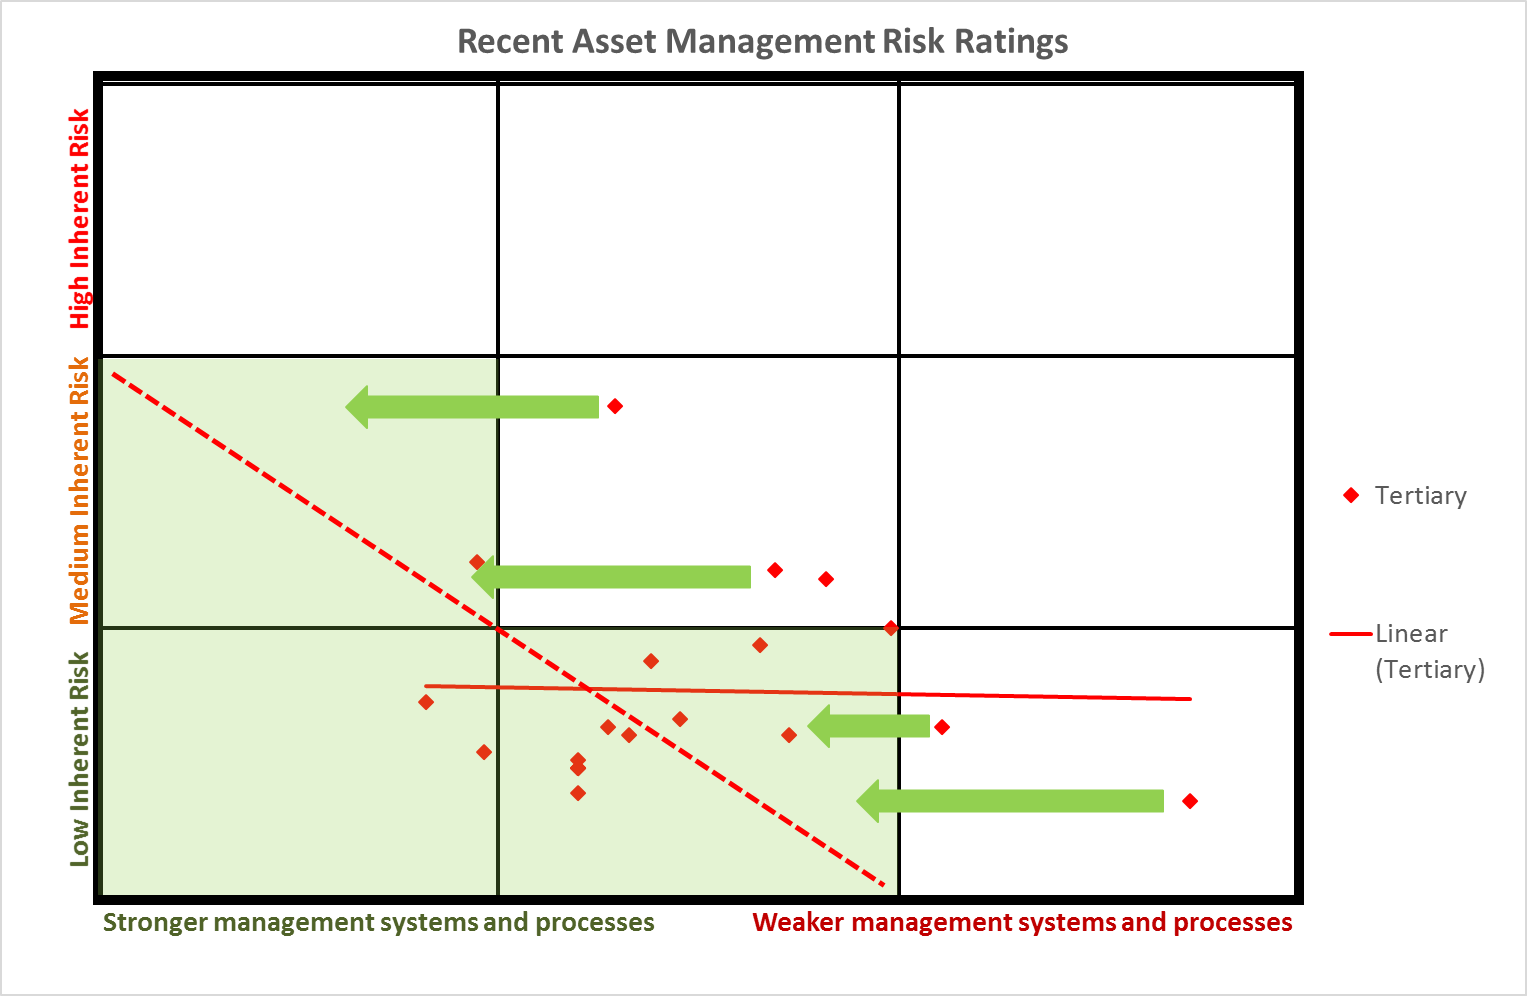 Recent Asset Management Risk Ratings
High Inherent Risk
Medium Inherent Risk
Low Inherent Risk
Tertiary
Linear
(Tertiary)
Stronger management systems and processes
Weaker management systems and processes